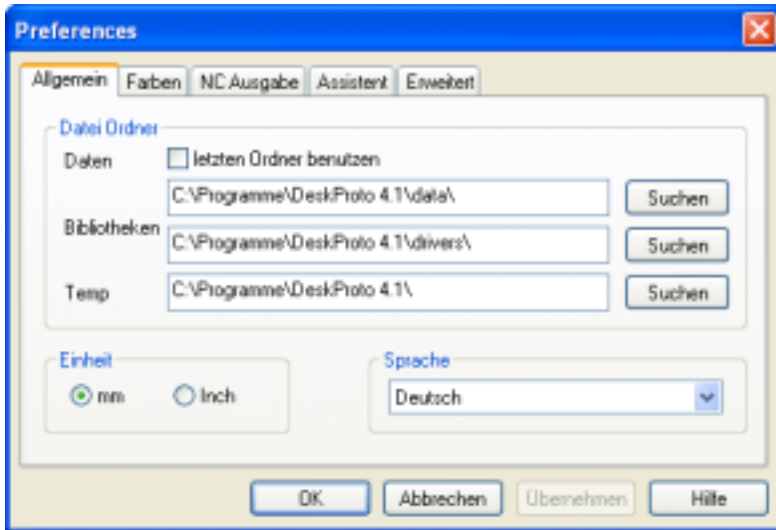 Preferences
Allgemein Farben NC Ausgabe Assistent Erweitert
Datei Ordner
Daten letzten Ordner benutzen
C:\Programme\DeskProto 4.1\data\ Suchen
Bibliotheken
C:\Programme\DeskProto 4.1\drivers\ Suchen
Temp C:\Programme\DeskProto 4.1\ Suchen
Einheit Sprache
mm Inch Deutsch
OK Abbrechen Übernehmen Hilfe